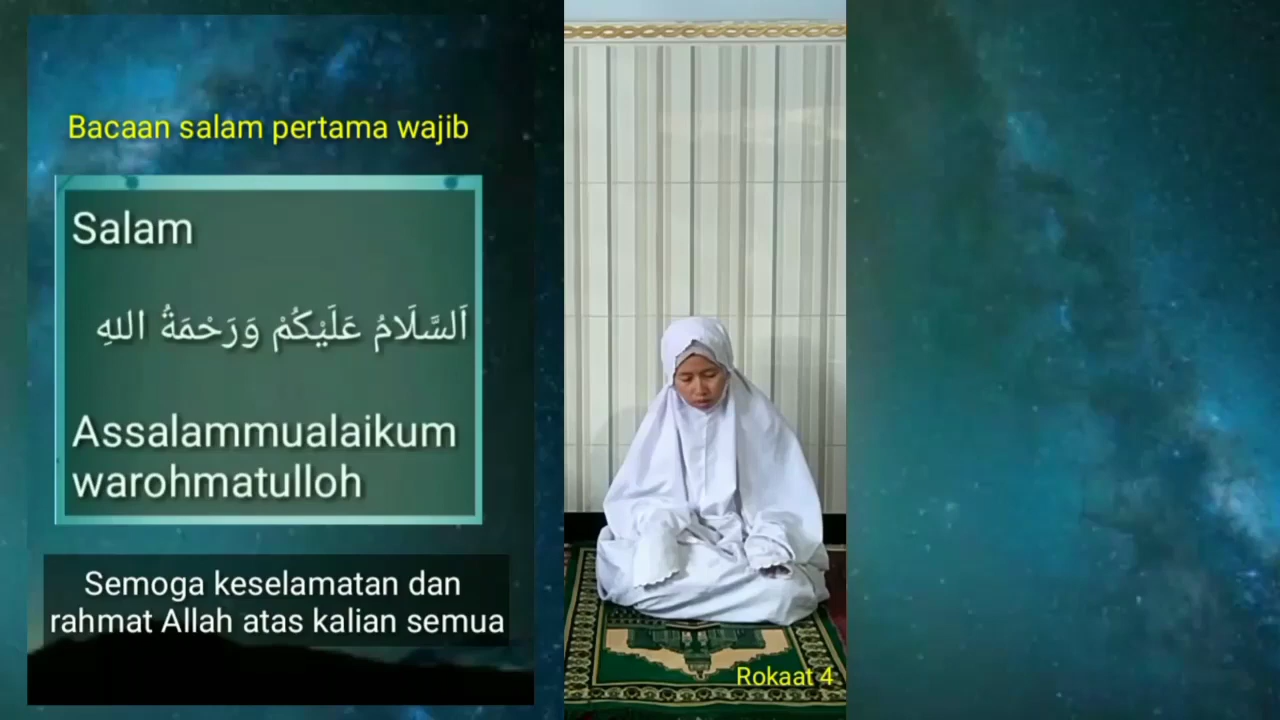 Bacaan salam pertama wajib
Salam
اَلسَّلَامُ عَلَيْكُمْ وَرَحْمَةُ اللهِ
Assalammualaikum
warohmatulloh
Semoga keselamatan dan
rahmat Allah atas kalian semua
Rokaat 4